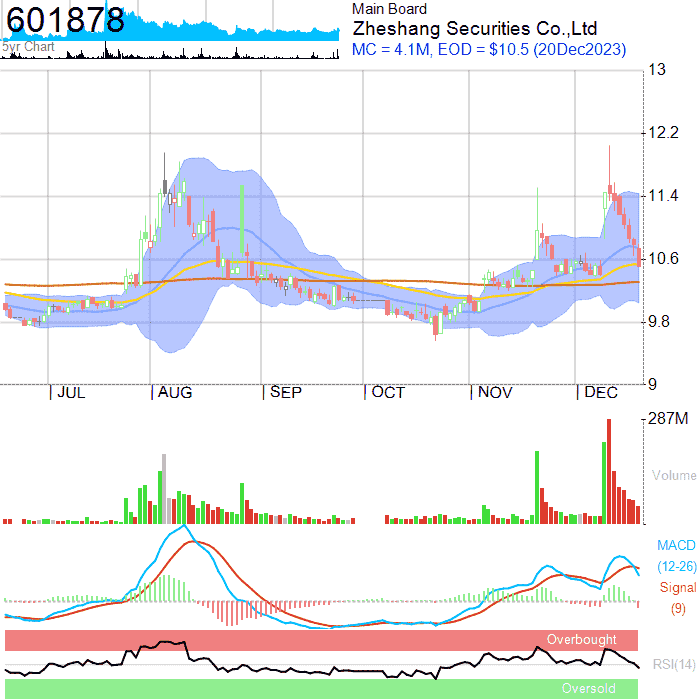 601878
5yr Chart
Main Board
Zheshang Securities Co.,Ltd
MC = 4.1M, EOD = $10.5 (20Dec2023)
13
12.2
11.4
10.6
9.8
9
JUL AUG SEP OCT NOV DEC
287M
Volume
MACD
(12-26)
Signal
(9)
Overbought
RSI(14)
Oversold